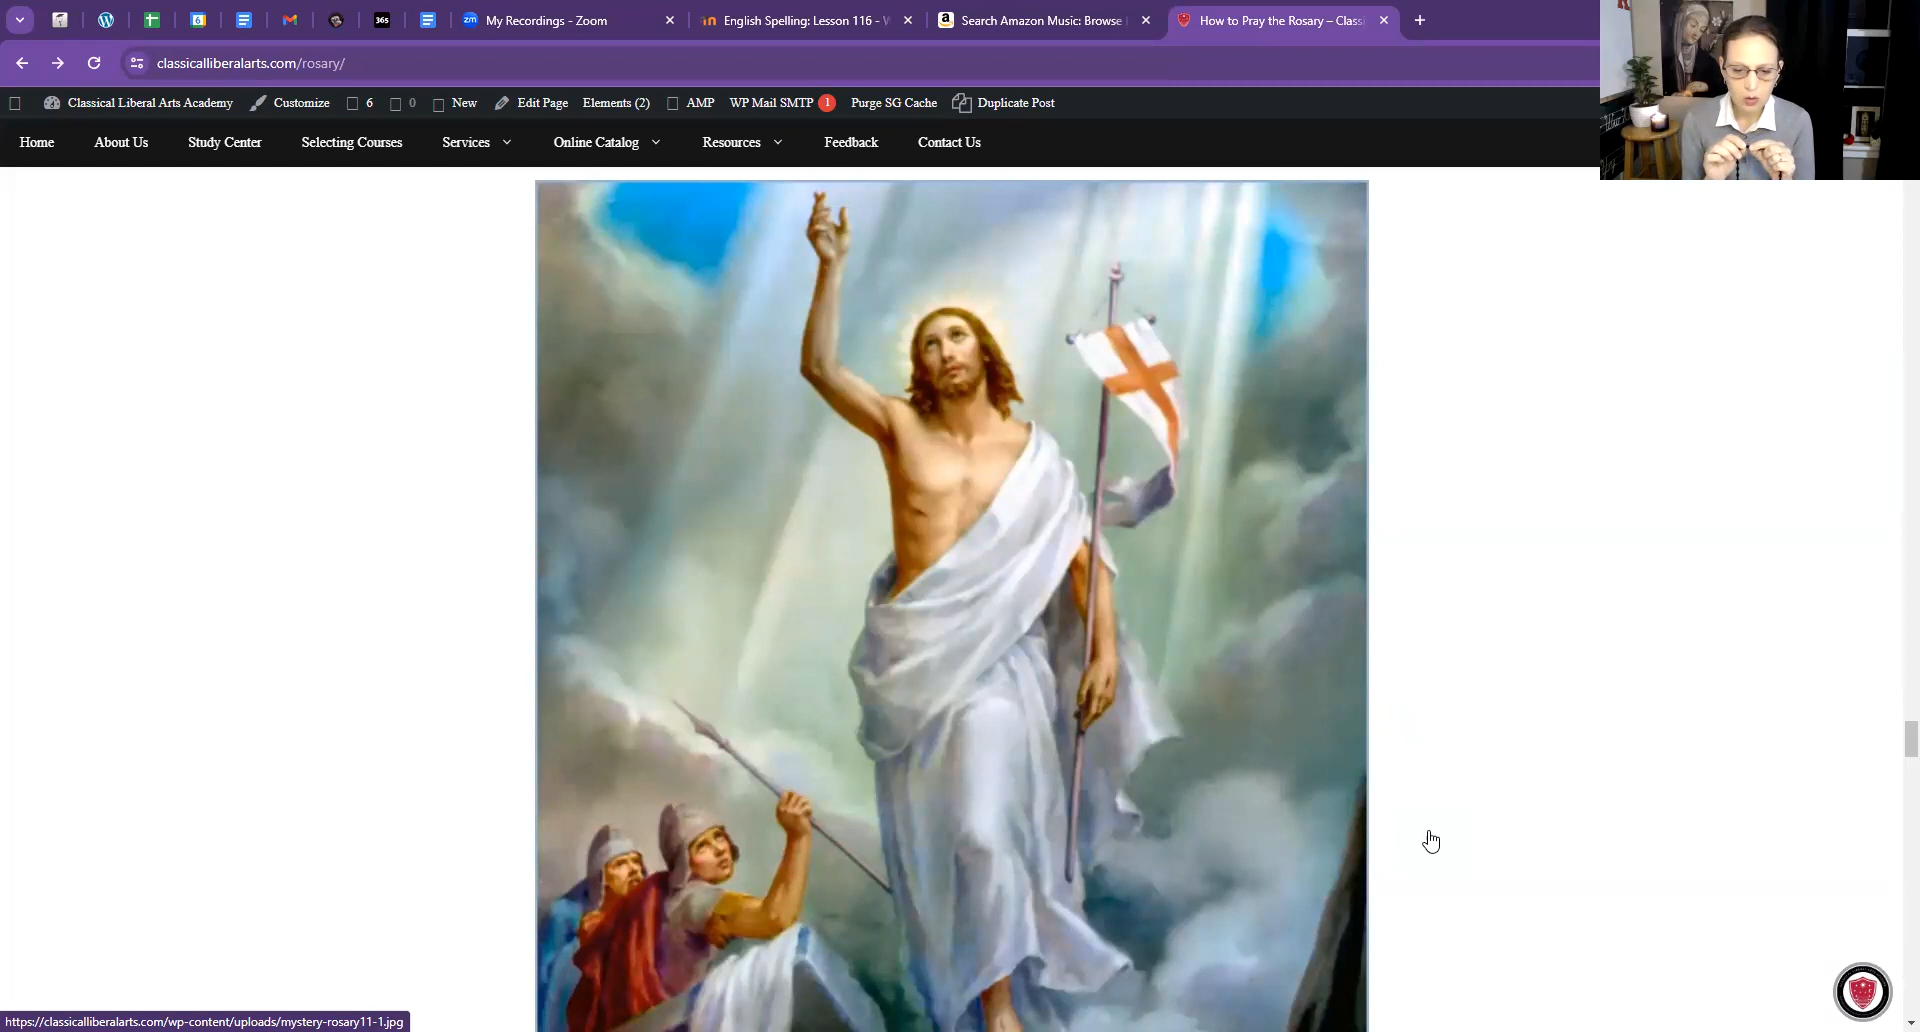 My Recordings - Zoom
English Spelling: Lesson 116 -
Search Amazon Music: Browse
How to Pray the Rosary – Classi
365
6
classicalliberalarts.com/rosary/
Classical Liberal Arts Academy Customize 6 0 New Edit Page Elements (2) AMP WP Mail SMTP 1 Purge SG Cache Duplicate Post
Home About Us Study Center Selecting Courses Services Online Catalog Resources Feedback Contact Us
https://classicalliberalarts.com/wp-content/uploads/mystery-rosary11-1.jpg